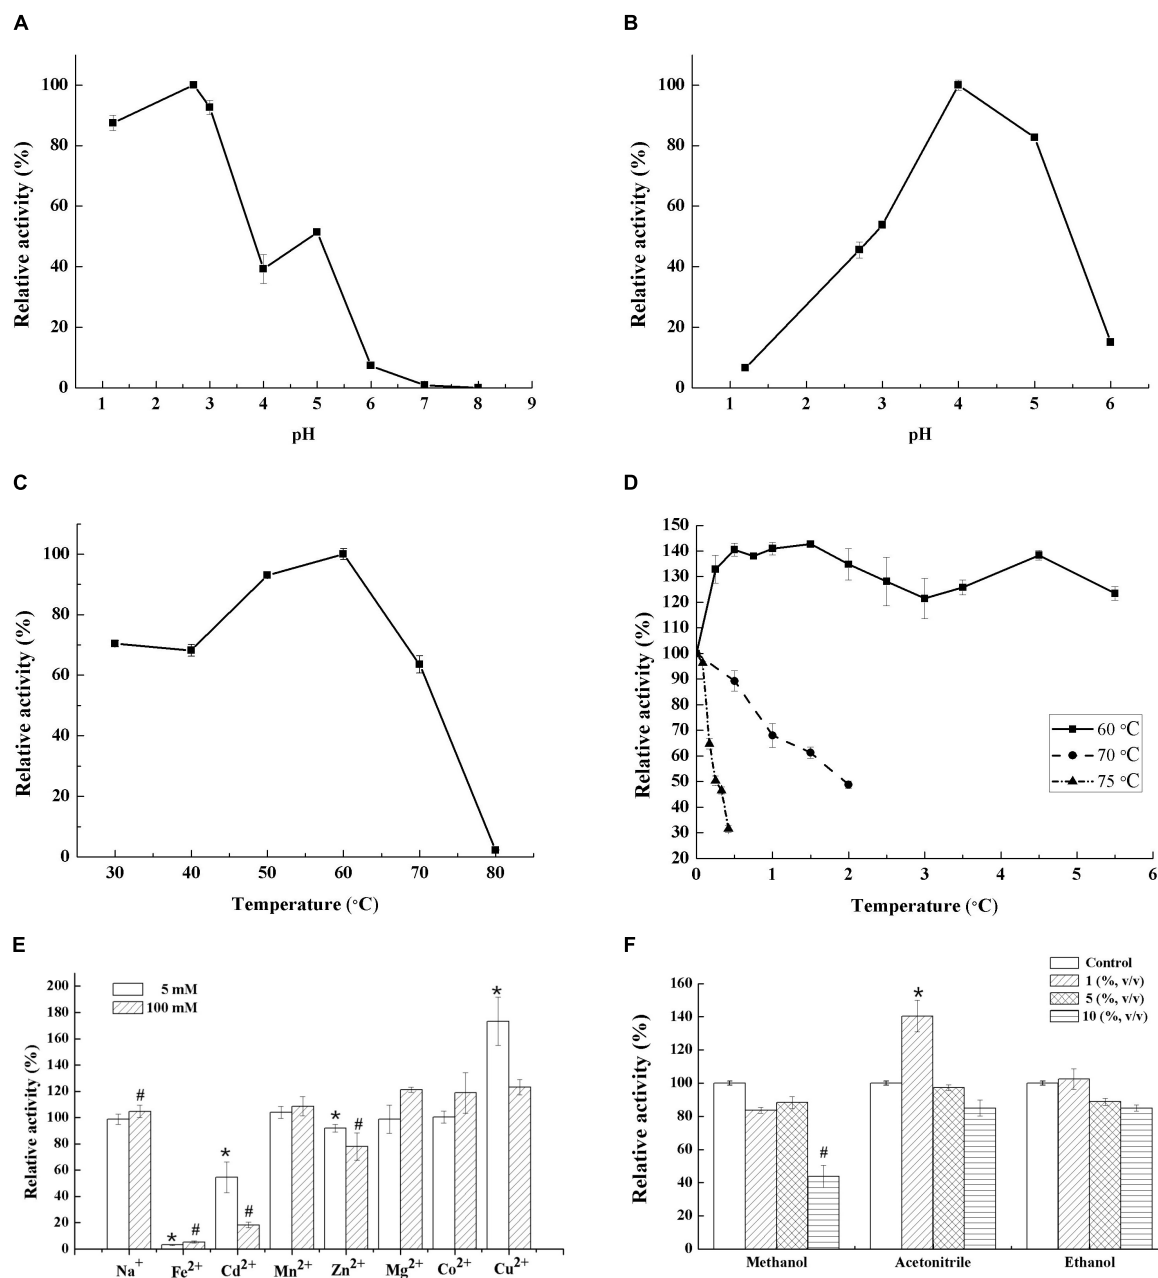 A
Relative activity (%)
100
80
60
40
20
0
1 2 3 4 5 6 7 8 9
pH
B
Relative activity (%)
100
80
60
40
20
0
1 2 3 4 5 6
pH
C
Relative activity (%)
100
80
60
40
20
0
30 40 50 60 70 80
Temperature (°C)
D
Relative activity (%)
150
140
130
120
110
100
90
80
70
60
50
40
30
20
0 1 2 3 4 5 6
Temperature (°C)
60 °C
70 °C
75 °C
E
Relative activity (%)
200
180
160
140
120
100
80
60
40
20
0
5 mM
100 mM
# * # * # * # *
Na+ Fe2+ Cd2+ Mn2+ Zn2+ Mg2+ Co2+ Cu2+
F
Relative activity (%)
160
140
120
100
80
60
40
20
0
Control
1 (%, v/v)
5 (%, v/v)
10 (%, v/v)
*
#
Methanol Acetonitrile Ethanol